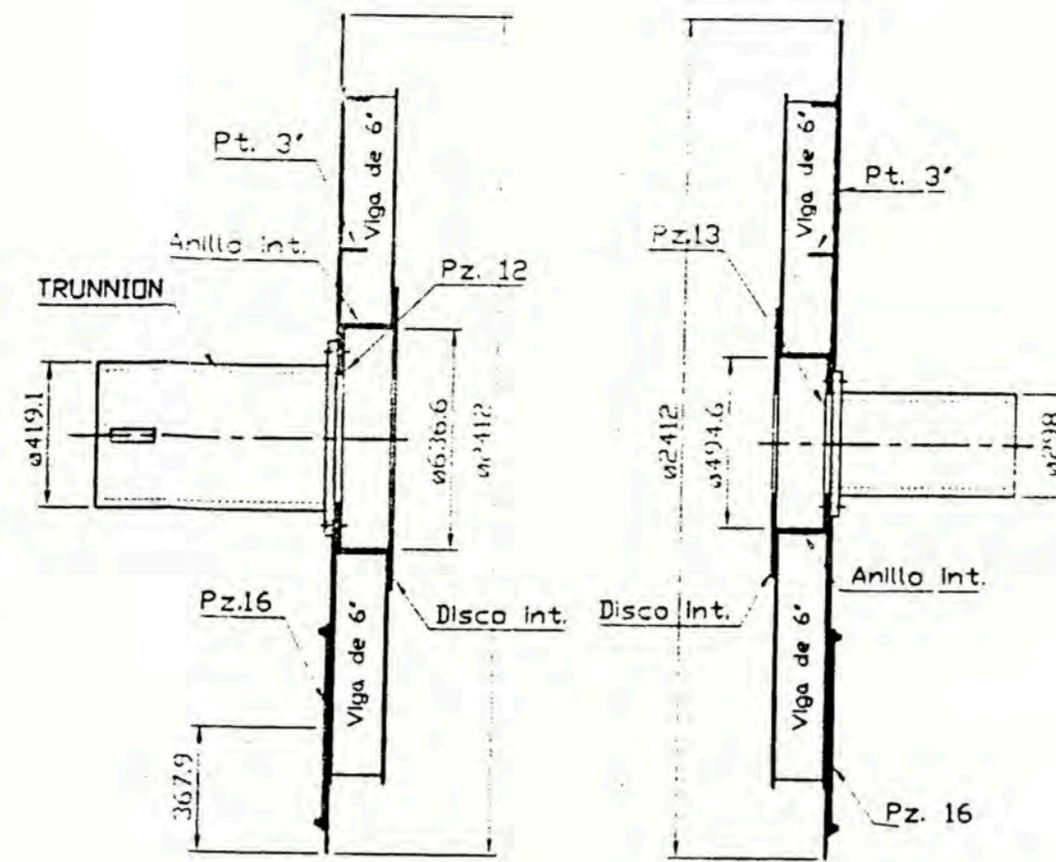 Pt. 3'
Viga de 6'
Anillo Int.
TRUNNION
Pz. 12
ø419.1
ø636.6
ø2412
Pz.16
Disco Int.
Viga de 6'
367.9
Viga de 6'
Pt. 3'
Pz.13
ø2412
ø494.6
ø298
Anillo Int.
Disco Int.
Viga de 6'
Pz. 16